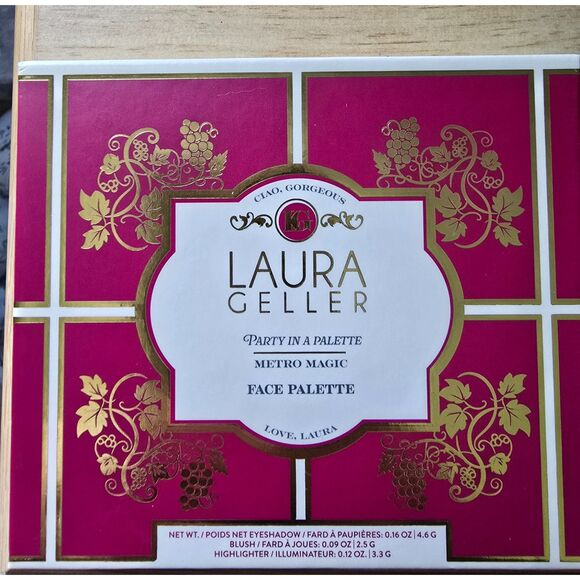 CIAO, GORGEOUS
LAURA
GELLER
PARTY IN A PALETTE
METRO MAGIC
FACE PALETTE
LOVE, LAURA
NET WT. / POIDS NET EYESHADOW / FARD À PAUPIÈRES: 0.16 OZ | 4.6 G
BLUSH / FARD À JOUES: 0.09 OZ | 2.5 G
HIGHLIGHTER / ILLUMINATEUR: 0.12 OZ. | 3.3 G